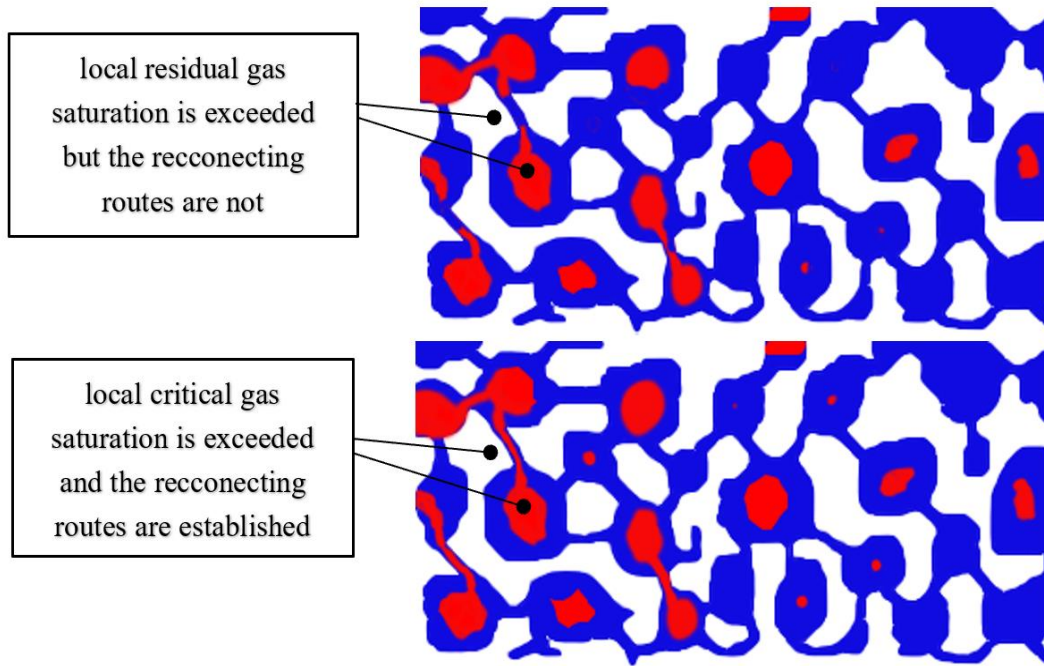 local residual gas
saturation is exceeded
but the recconecting
routes are not
local critical gas
saturation is exceeded
and the recconecting
routes are established